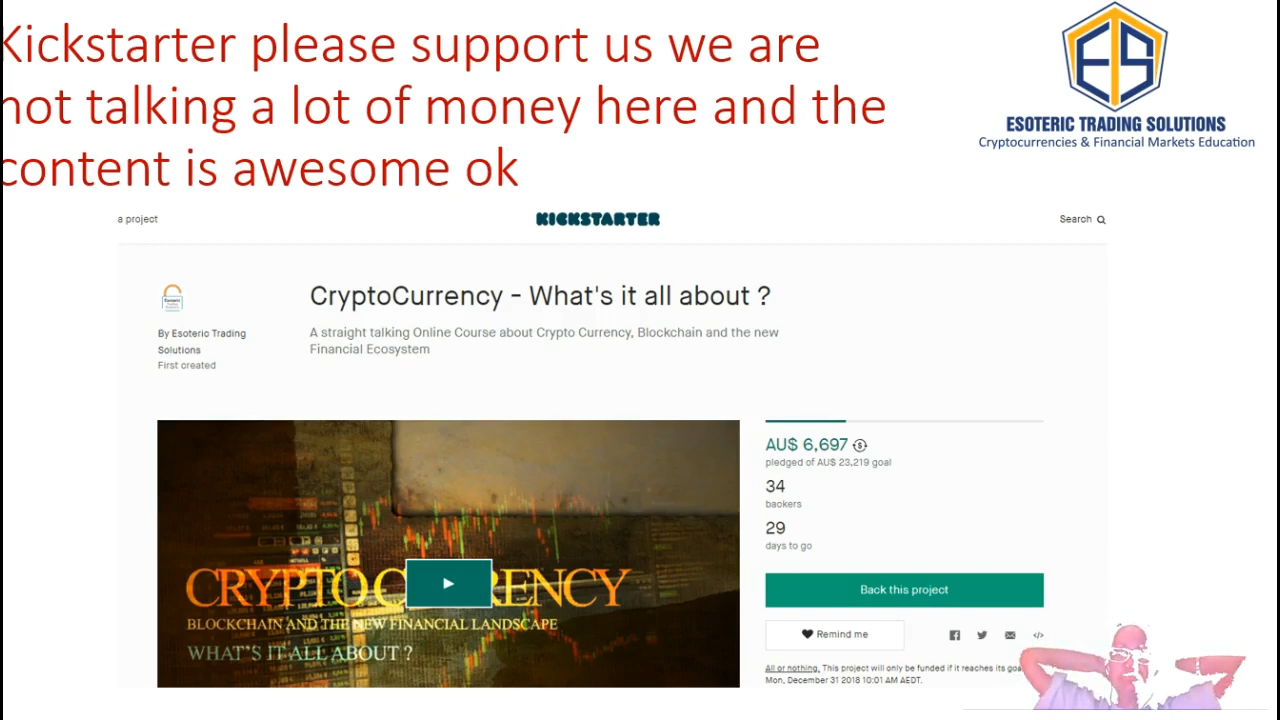 Kickstarter please support us we are
not talking a lot of money here and the
content is awesome ok
ETS
ESOTERIC TRADING SOLUTIONS
Cryptocurrencies & Financial Markets Education
a project
KICKSTARTER
Search
CryptoCurrency - What's it all about ?
A straight talking Online Course about Crypto Currency, Blockchain and the new
Financial Ecosystem
By Esoteric Trading
Solutions
First created
AU$ 6,697
pledged of AU$ 23,219 goal
34
backers
29
days to go
Back this project
Remind me
All or nothing. This project will only be funded if it reaches its goa
Mon, December 31 2018 10:01 AM AEDT.
CRYPTOC RENCY
BLOCKCHAIN AND THE NEW FINANCIAL LANDSCAPE
WHAT'S IT ALL ABOUT ?